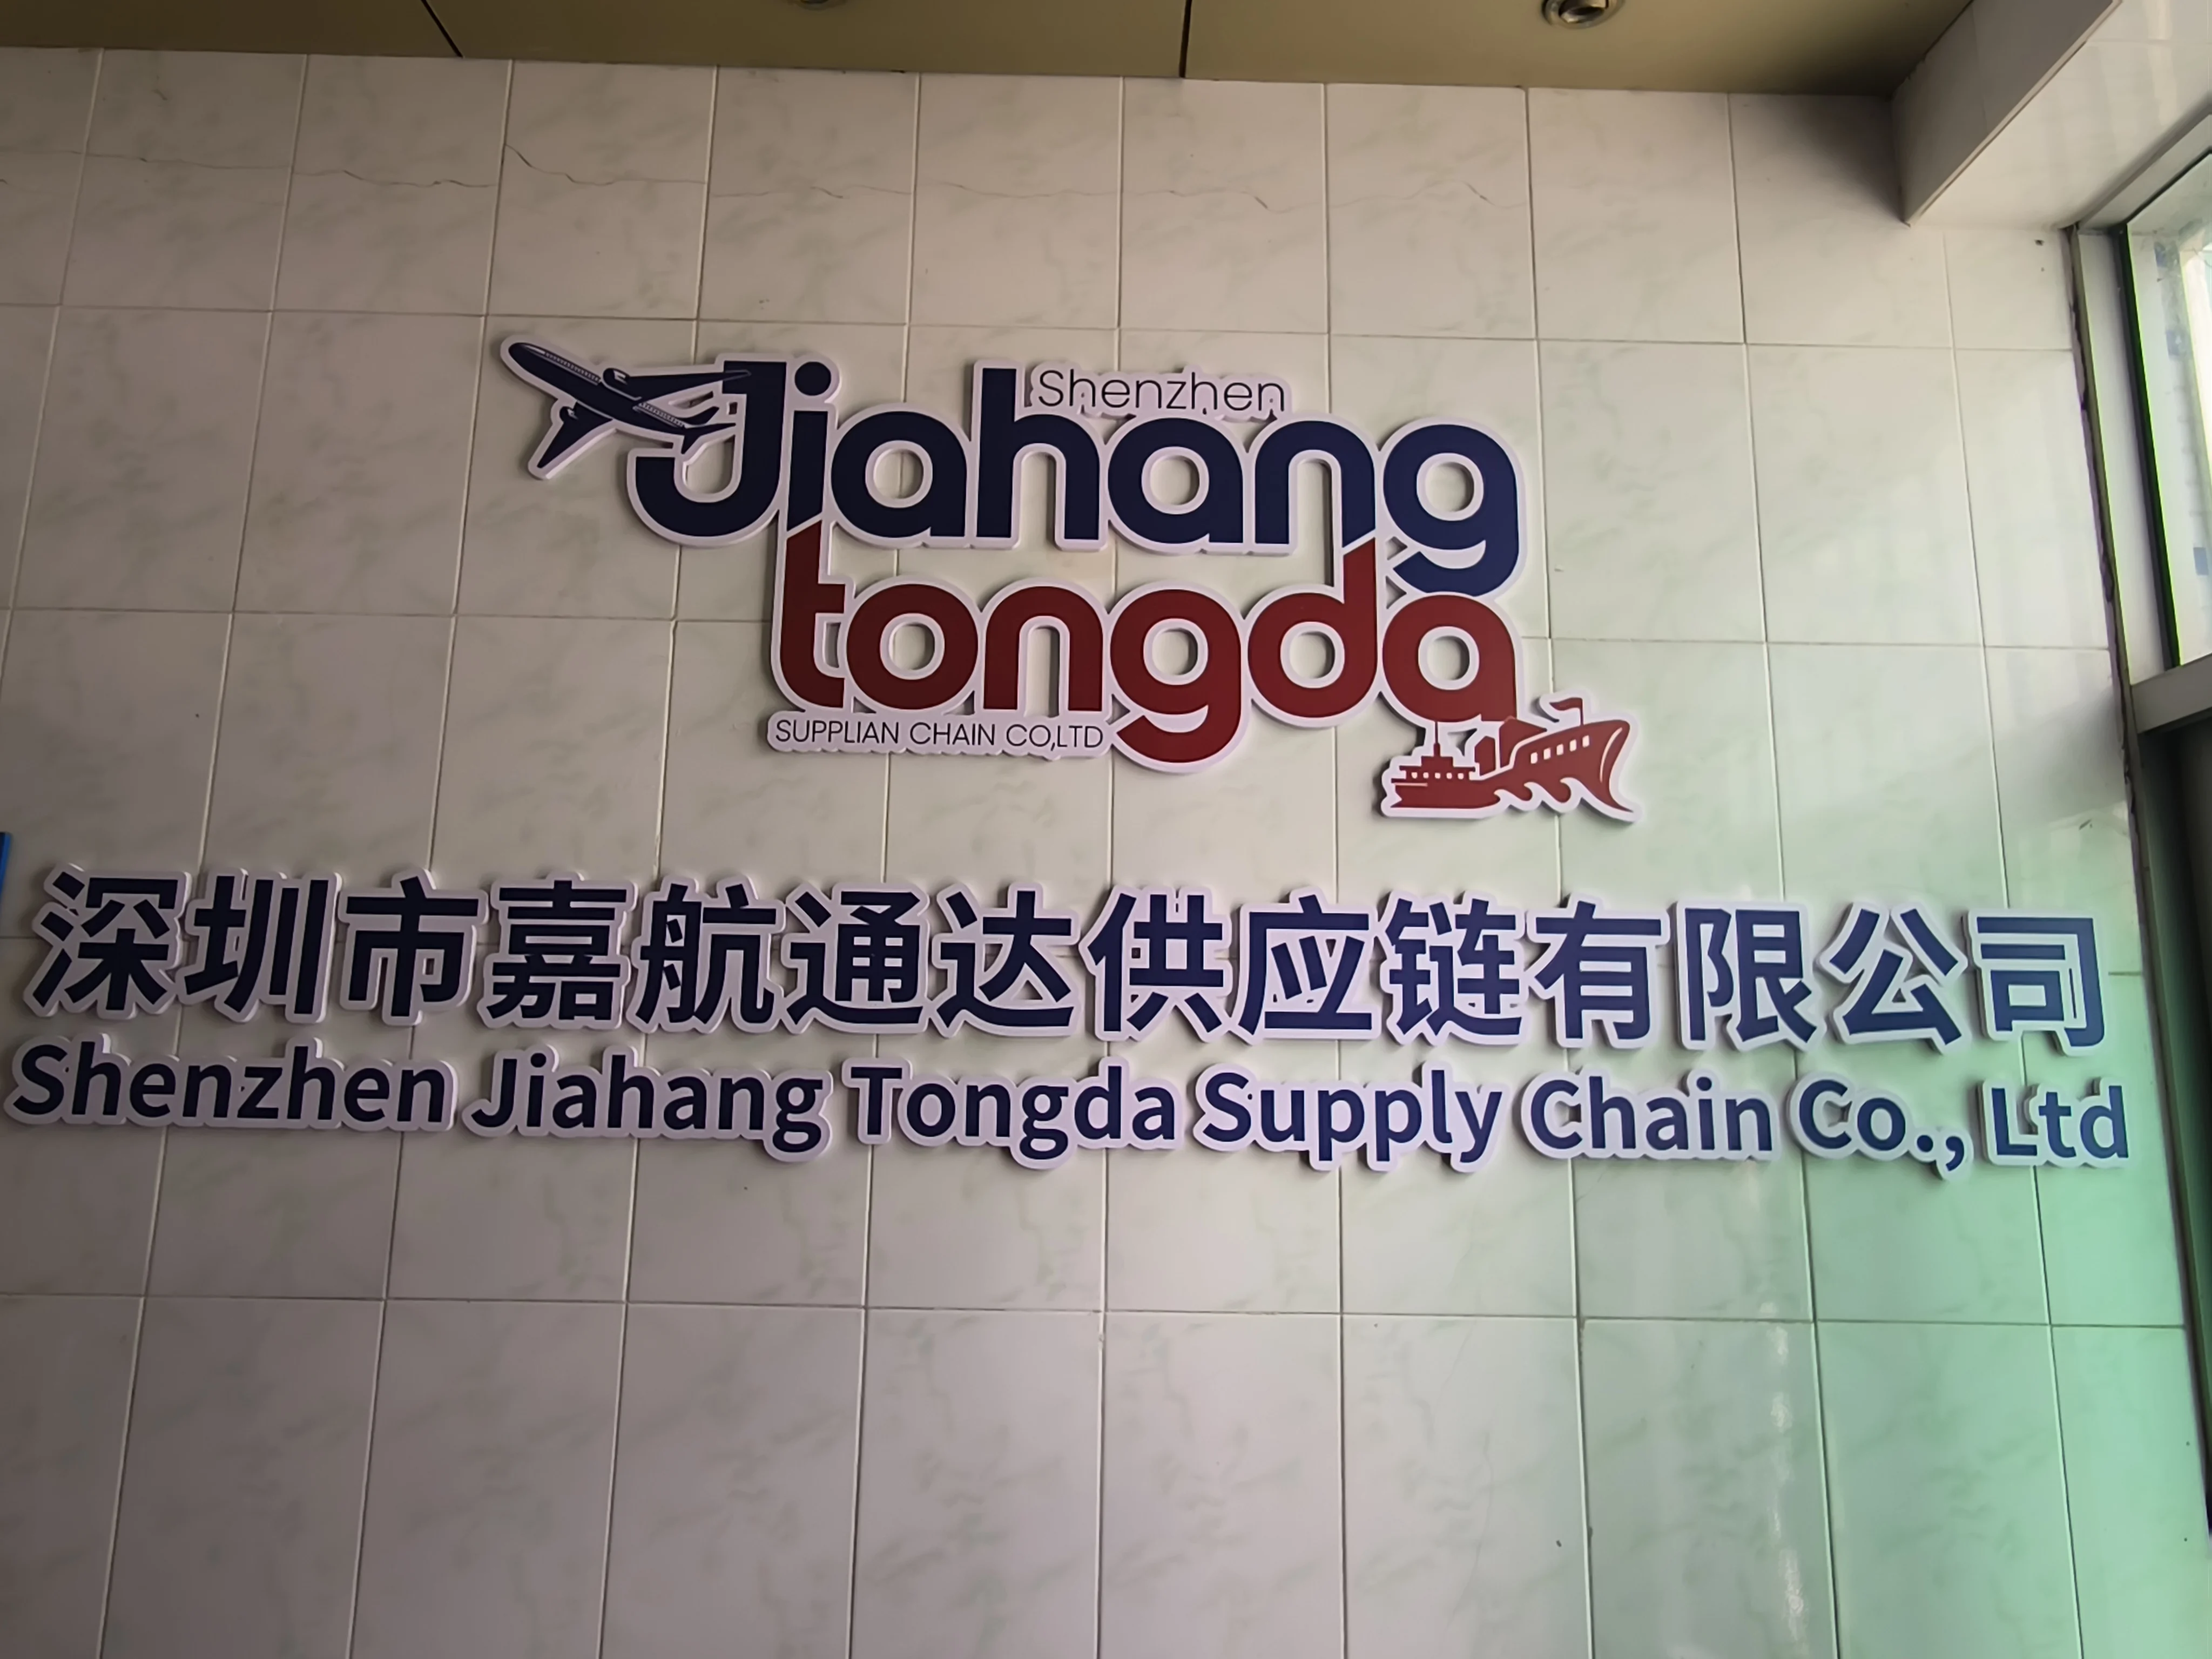 Shenzhen
Jiahang
tongda
SUPPLIAN CHAIN CO,LTD
深圳市嘉航通达供应链有限公司
Shenzhen Jiahang Tongda Supply Chain Co., Ltd